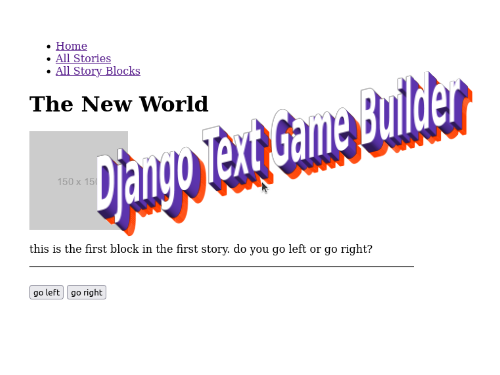 Home
All Stories
All Story Blocks
The New World
Django Text Game Builder
150 x 150
this is the first block in the first story. do you go left or go right?
go left
go right